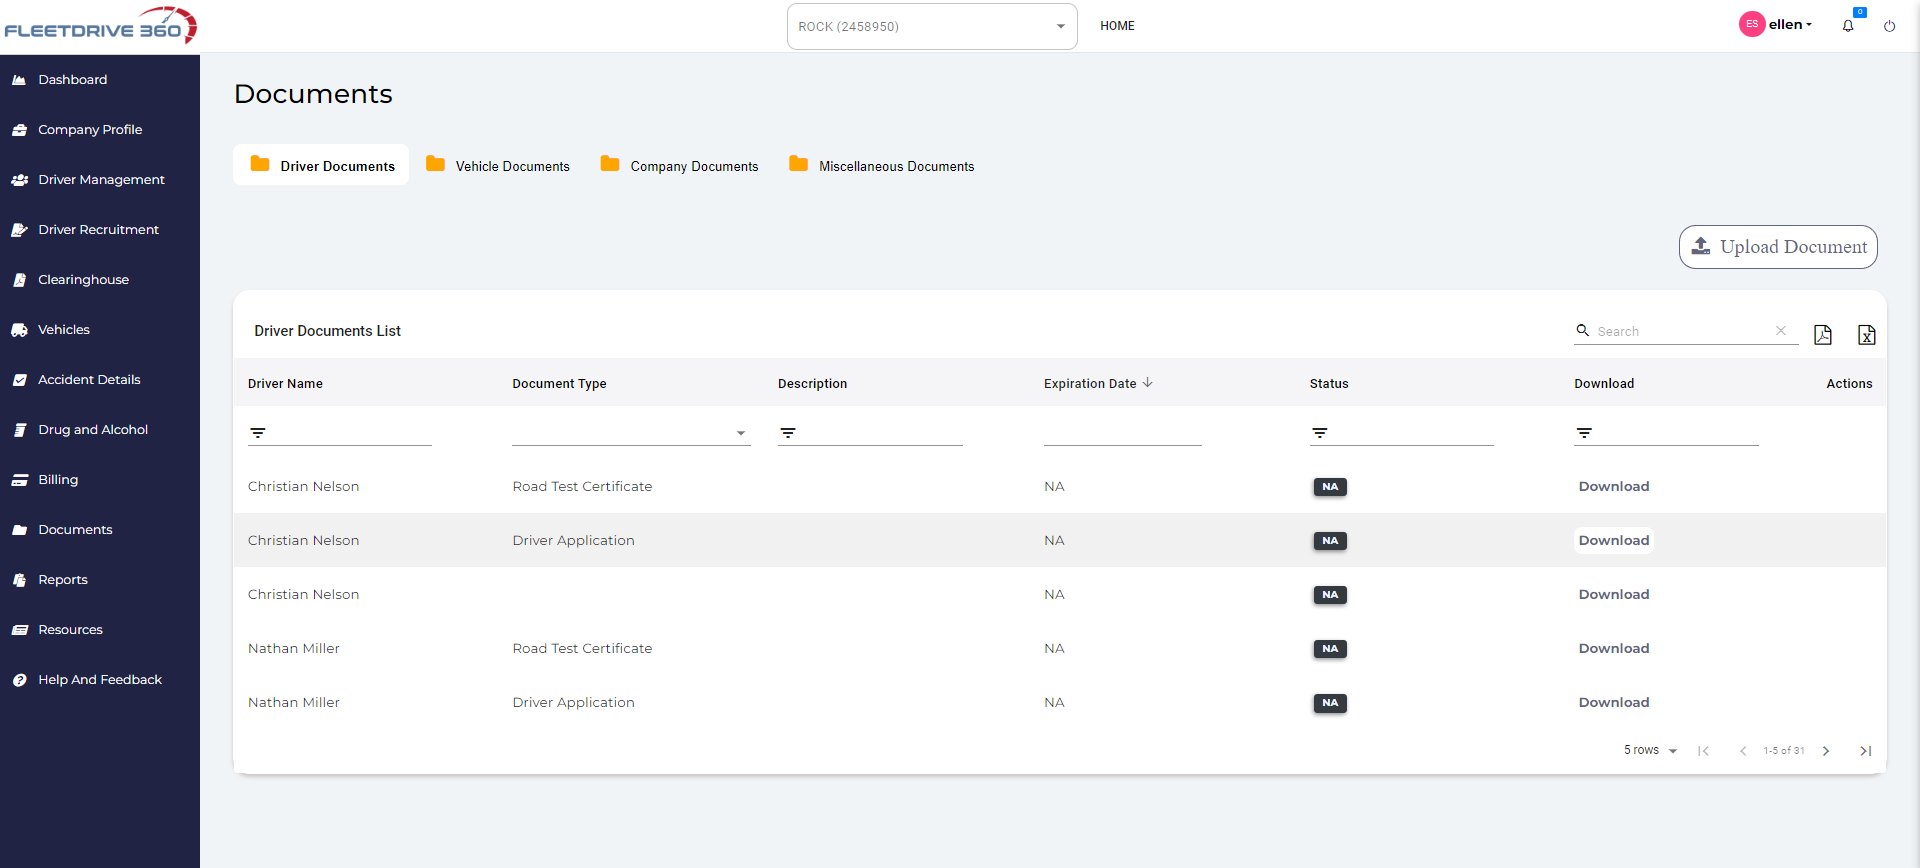 FLEETDRIVE 360
ROCK (2458950)
HOME
ES
ellen
0
Dashboard
Company Profile
Driver Management
Driver Recruitment
Clearinghouse
Vehicles
Accident Details
Drug and Alcohol
Billing
Documents
Reports
Resources
Help And Feedback
Documents
Driver Documents
Vehicle Documents
Company Documents
Miscellaneous Documents
Upload Document
Driver Documents List
Search
Driver Name Document Type Description Expiration Date Status Download Actions
Christian Nelson Road Test Certificate NA NA Download
Christian Nelson Driver Application NA NA Download
Christian Nelson NA NA Download
Nathan Miller Road Test Certificate NA NA Download
Nathan Miller Driver Application NA NA Download
5 rows 1-5 of 31